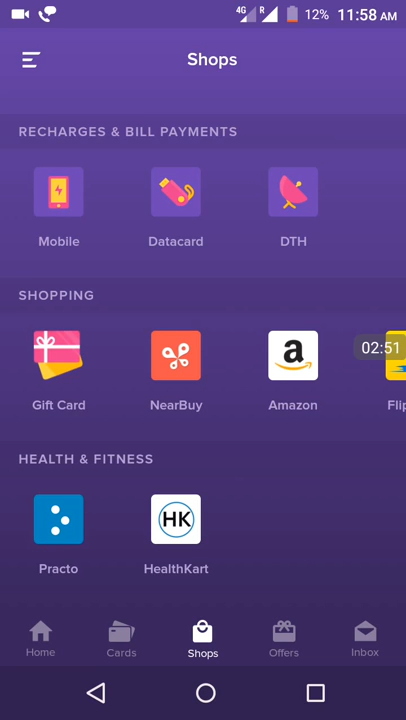 4G R 12% 11:58 AM
Shops
RECHARGES & BILL PAYMENTS
Mobile Datacard DTH
SHOPPING
02:51
a
Gift Card NearBuy Amazon
HEALTH & FITNESS
HK
Practo HealthKart
Home Cards Shops Offers Inbox